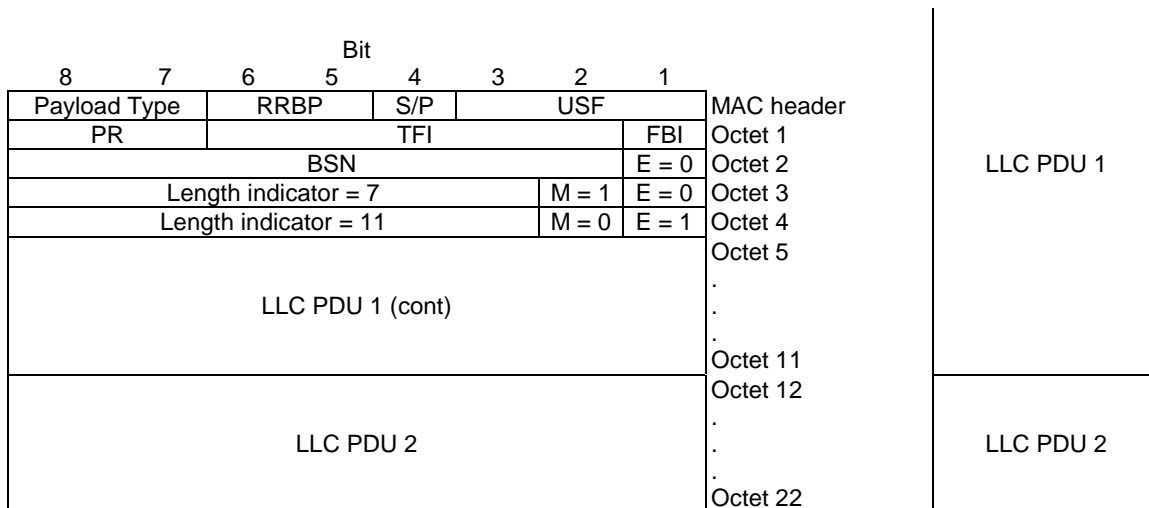 Bit
8 7 6 5 4 3 2 1
Payload Type RRBP S/P USF MAC header
PR TFI FBI Octet 1
BSN E = 0 Octet 2 LLC PDU 1
Length indicator = 7 M = 1 E = 0 Octet 3
Length indicator = 11 M = 0 E = 1 Octet 4
Octet 5
.
LLC PDU 1 (cont) .
.
Octet 11
Octet 12
.
LLC PDU 2 . LLC PDU 2
.
Octet 22